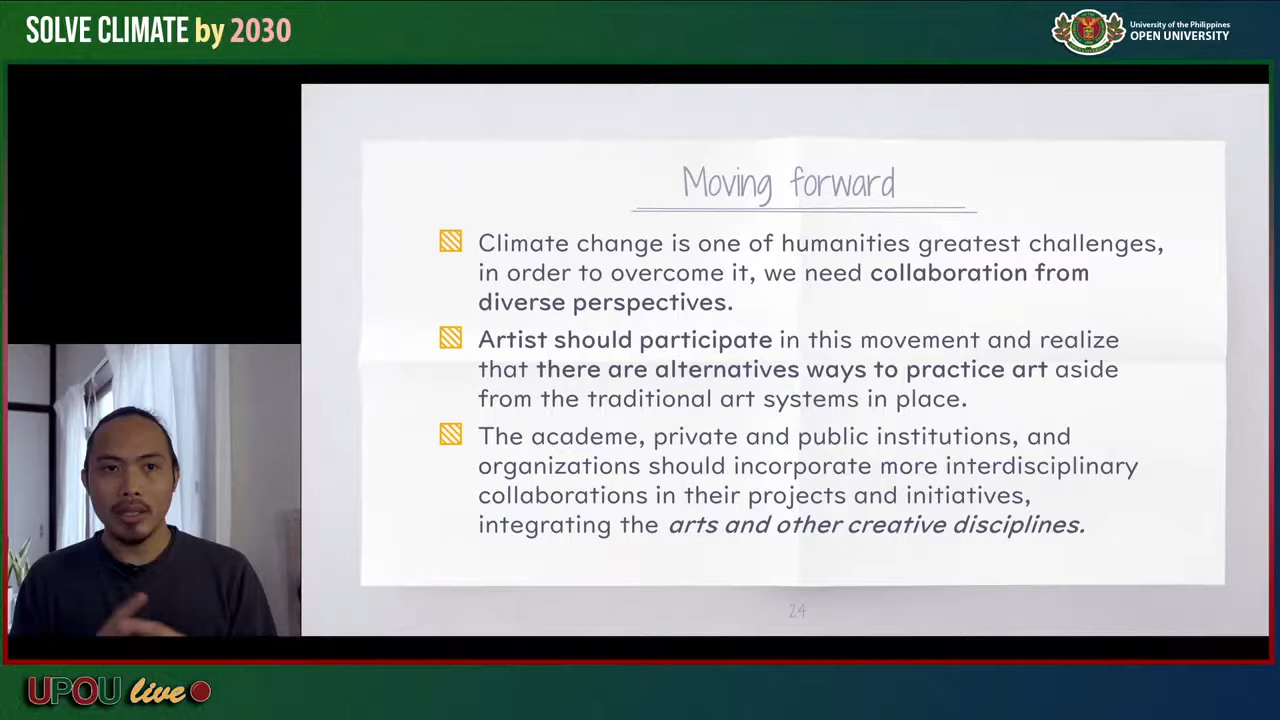 SOLVE CLIMATE by 2030
University of the Philippines
OPEN UNIVERSITY
Moving forward
Climate change is one of humanities greatest challenges,
in order to overcome it, we need collaboration from
diverse perspectives.
Artist should participate in this movement and realize
that there are alternatives ways to practice art aside
from the traditional art systems in place.
The academe, private and public institutions, and
organizations should incorporate more interdisciplinary
collaborations in their projects and initiatives,
integrating the arts and other creative disciplines.
24
UPOU live